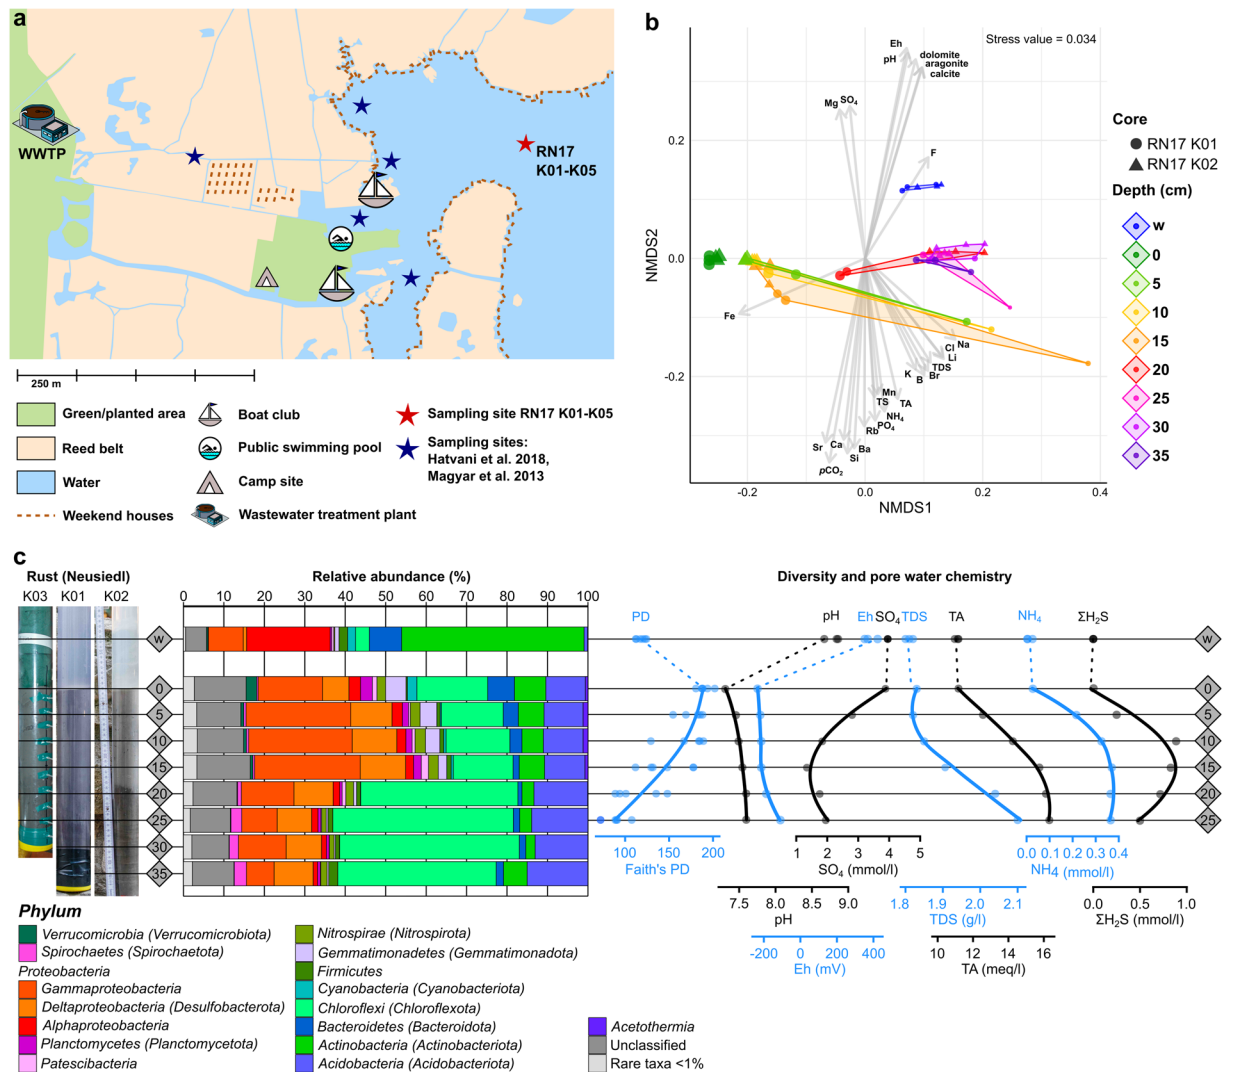 a
WWTP
RN17
K01-K05
250 m
Green/planted area
Reed belt
Water
Weekend houses
Boat club
Public swimming pool
Camp site
Wastewater treatment plant
Sampling site RN17 K01-K05
Sampling sites:
Hatvani et al. 2018,
Magyar et al. 2013
b
Stress value = 0.034
Eh
pH
dolomite
aragonite
calcite
Mg
SO₄
F
Fe
Na
Cl
Li
TDS
Br
B
K
Mn
TS
TA
NH₄
PO₄
Rb
Ba
Si
Ca
Sr
pCO₂
NMDS2
0.2
0.0
-0.2
-0.2
0.0
0.2
0.4
NMDS1
Core
RN17 K01
RN17 K02
Depth (cm)
w
0
5
10
15
20
25
30
35
c
Rust (Neusiedl)
K03 K01 K02
Relative abundance (%)
0 10 20 30 40 50 60 70 80 90 100
w
0
5
10
15
20
25
30
35
Diversity and pore water chemistry
PD pH Eh SO₄ TDS TA NH₄ ΣH₂S
w
0
5
10
15
20
25
100 200
Faith's PD
7.5 8.0 8.5 9.0
pH
-200 0 200 400
Eh (mV)
1 2 3 4 5
SO₄ (mmol/l)
1.8 1.9 2.0 2.1
TDS (g/l)
10 12 14 16
TA (meq/l)
0.0 0.1 0.2 0.3 0.4
NH₄ (mmol/l)
0.0 0.5 1.0
ΣH₂S (mmol/l)
Phylum
Verrucomicrobia (Verrucomicrobiota)
Spirochaetes (Spirochaetota)
Proteobacteria
Gammaproteobacteria
Deltaproteobacteria (Desulfobacterota)
Alphaproteobacteria
Planctomycetes (Planctomycetota)
Patescibacteria
Nitrospirae (Nitrospirota)
Gemmatimonadetes (Gemmatimonadota)
Firmicutes
Cyanobacteria (Cyanobacteriota)
Chloroflexi (Chloroflexota)
Bacteroidetes (Bacteroidota)
Actinobacteria (Actinobacteriota)
Acidobacteria (Acidobacteriota)
Acetothermia
Unclassified
Rare taxa <1%